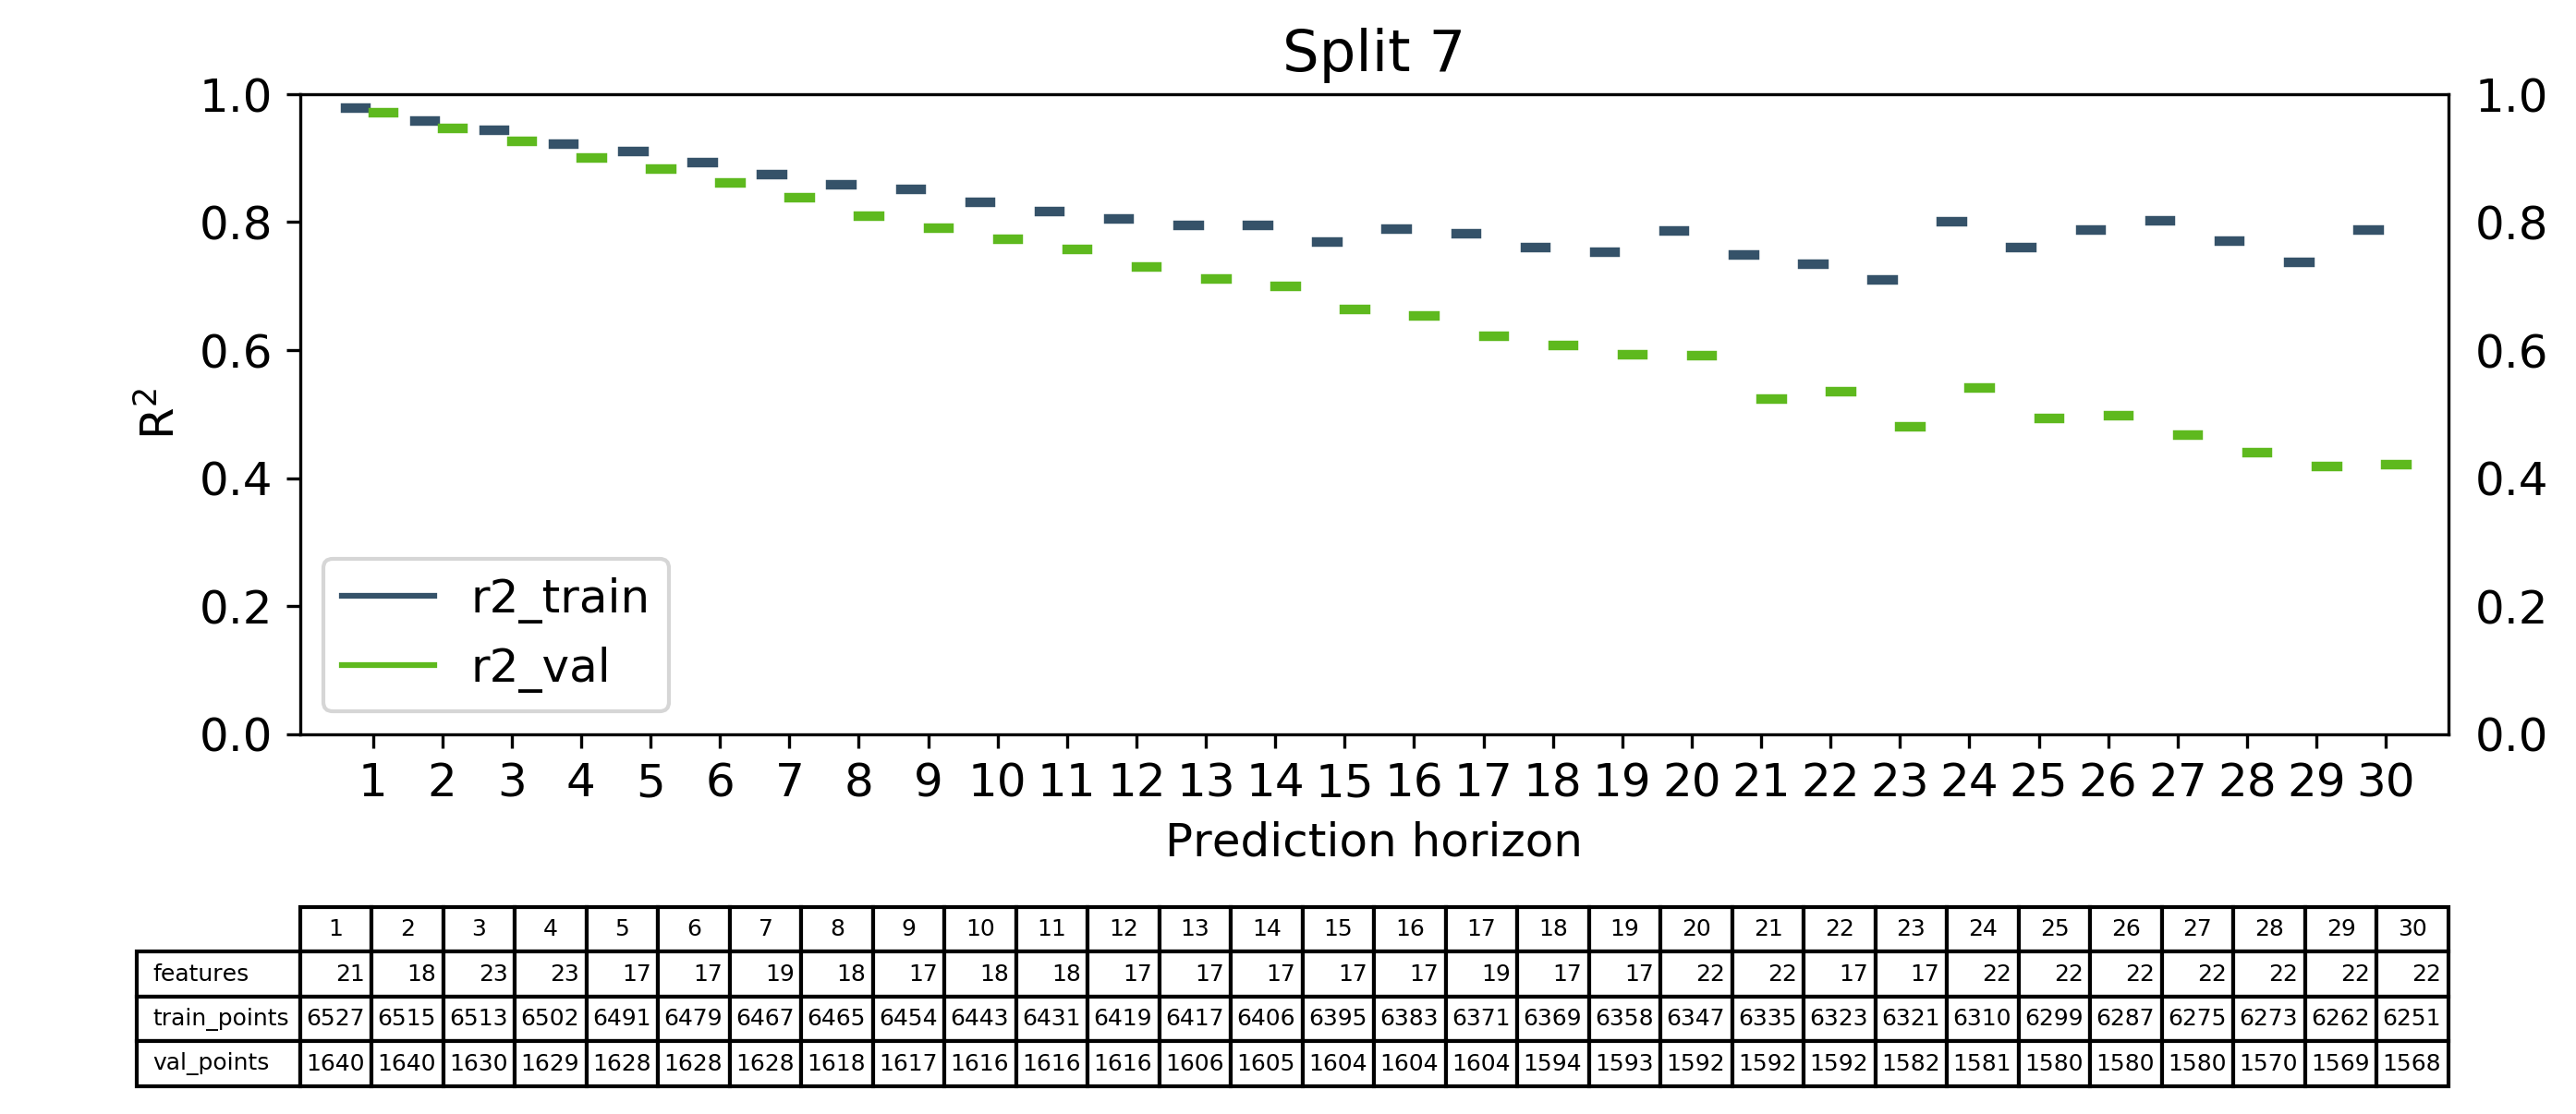 Split 7
1.0 1.0
0.8 0.8
0.6 0.6
0.4 0.4
0.2 0.2
0.0 0.0
R²
r2_train
r2_val
1 2 3 4 5 6 7 8 9 10 11 12 13 14 15 16 17 18 19 20 21 22 23 24 25 26 27 28 29 30
Prediction horizon
1 2 3 4 5 6 7 8 9 10 11 12 13 14 15 16 17 18 19 20 21 22 23 24 25 26 27 28 29 30
features 21 18 23 23 17 17 19 18 17 18 18 17 17 17 17 17 19 17 17 22 22 17 17 22 22 22 22 22 22 22
train_points 6527 6515 6513 6502 6491 6479 6467 6465 6454 6443 6431 6419 6417 6406 6395 6383 6371 6369 6358 6347 6335 6323 6321 6310 6299 6287 6275 6273 6262 6251
val_points 1640 1640 1630 1629 1628 1628 1628 1618 1617 1616 1616 1616 1606 1605 1604 1604 1604 1594 1593 1592 1592 1592 1582 1581 1580 1580 1580 1570 1569 1568